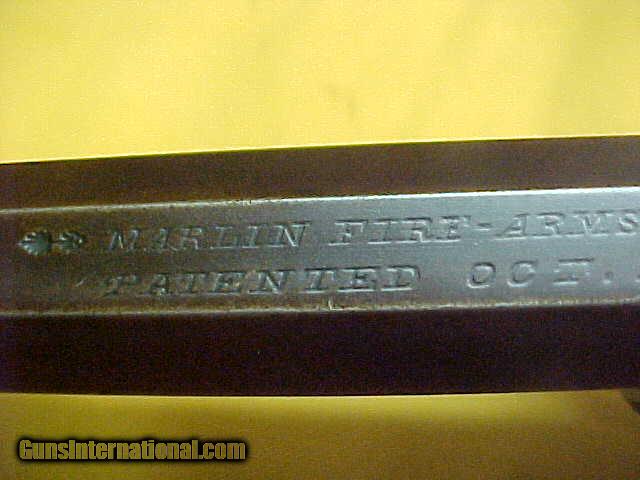 MARLIN FIRE-ARMS
PATENTED OCT.
GunsInternational.com